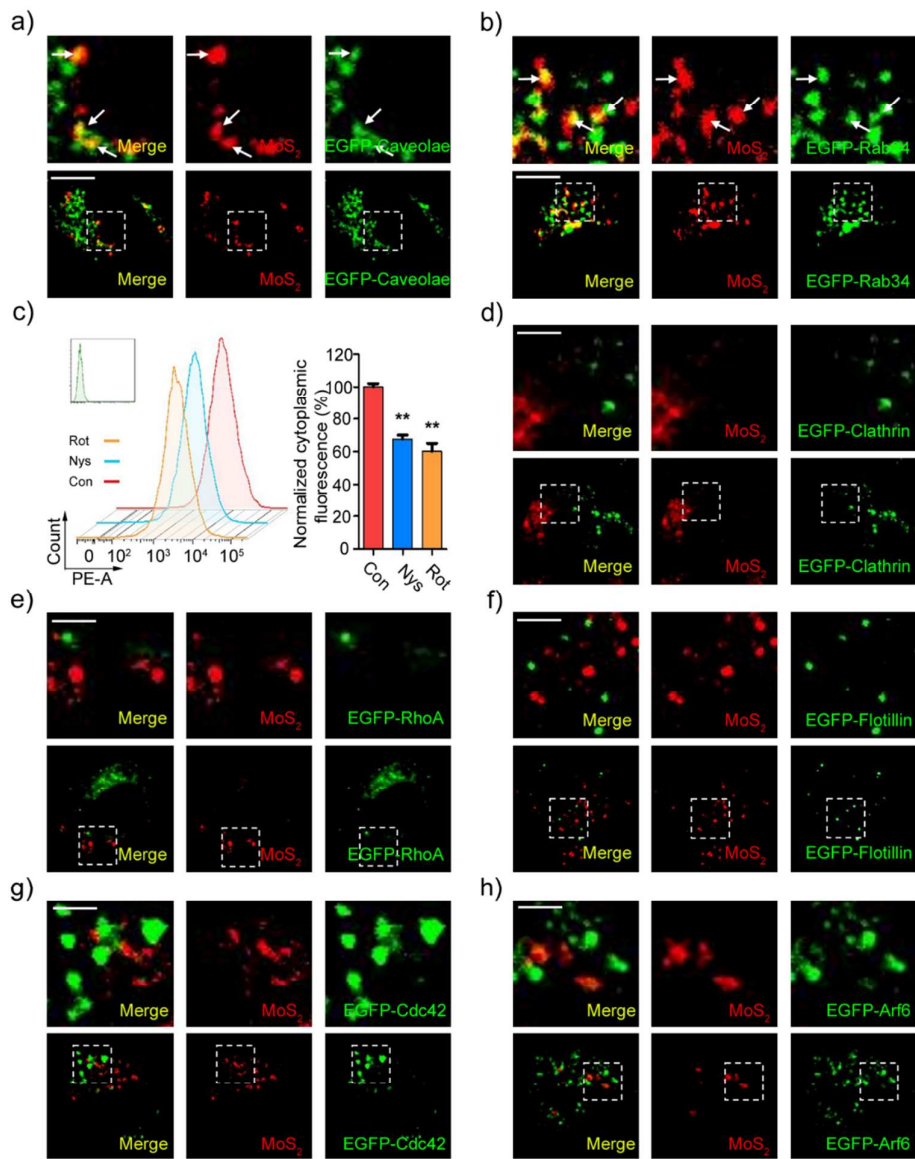 a)
Merge
MoS2
EGFP-Caveolae
Merge
MoS2
EGFP-Caveolae
b)
Merge
MoS2
EGFP-Rab34
Merge
MoS2
EGFP-Rab34
c)
Rot
Nys
Con
Count
PE-A
0 10² 10³ 10⁴ 10⁵
Normalized cytoplasmic
fluorescence (%)
120
100
80
60
40
20
0
**
**
Con
Nys
Rot
d)
Merge
MoS2
EGFP-Clathrin
Merge
MoS2
EGFP-Clathrin
e)
Merge
MoS2
EGFP-RhoA
Merge
MoS2
EGFP-RhoA
f)
Merge
MoS2
EGFP-Flotillin
Merge
MoS2
EGFP-Flotillin
g)
Merge
MoS2
EGFP-Cdc42
Merge
MoS2
EGFP-Cdc42
h)
Merge
MoS2
EGFP-Arf6
Merge
MoS2
EGFP-Arf6